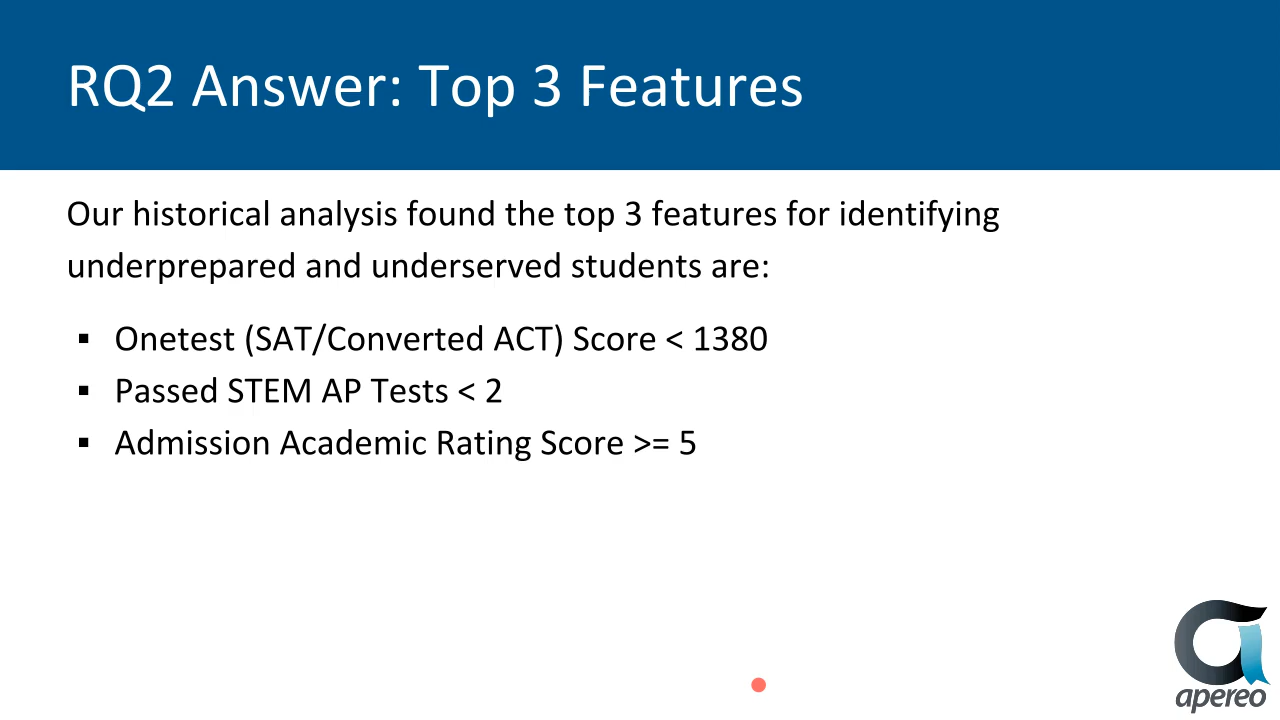 RQ2 Answer: Top 3 Features
Our historical analysis found the top 3 features for identifying
underprepared and underserved students are:
▪ Onetest (SAT/Converted ACT) Score < 1380
▪ Passed STEM AP Tests < 2
▪ Admission Academic Rating Score >= 5
apereo